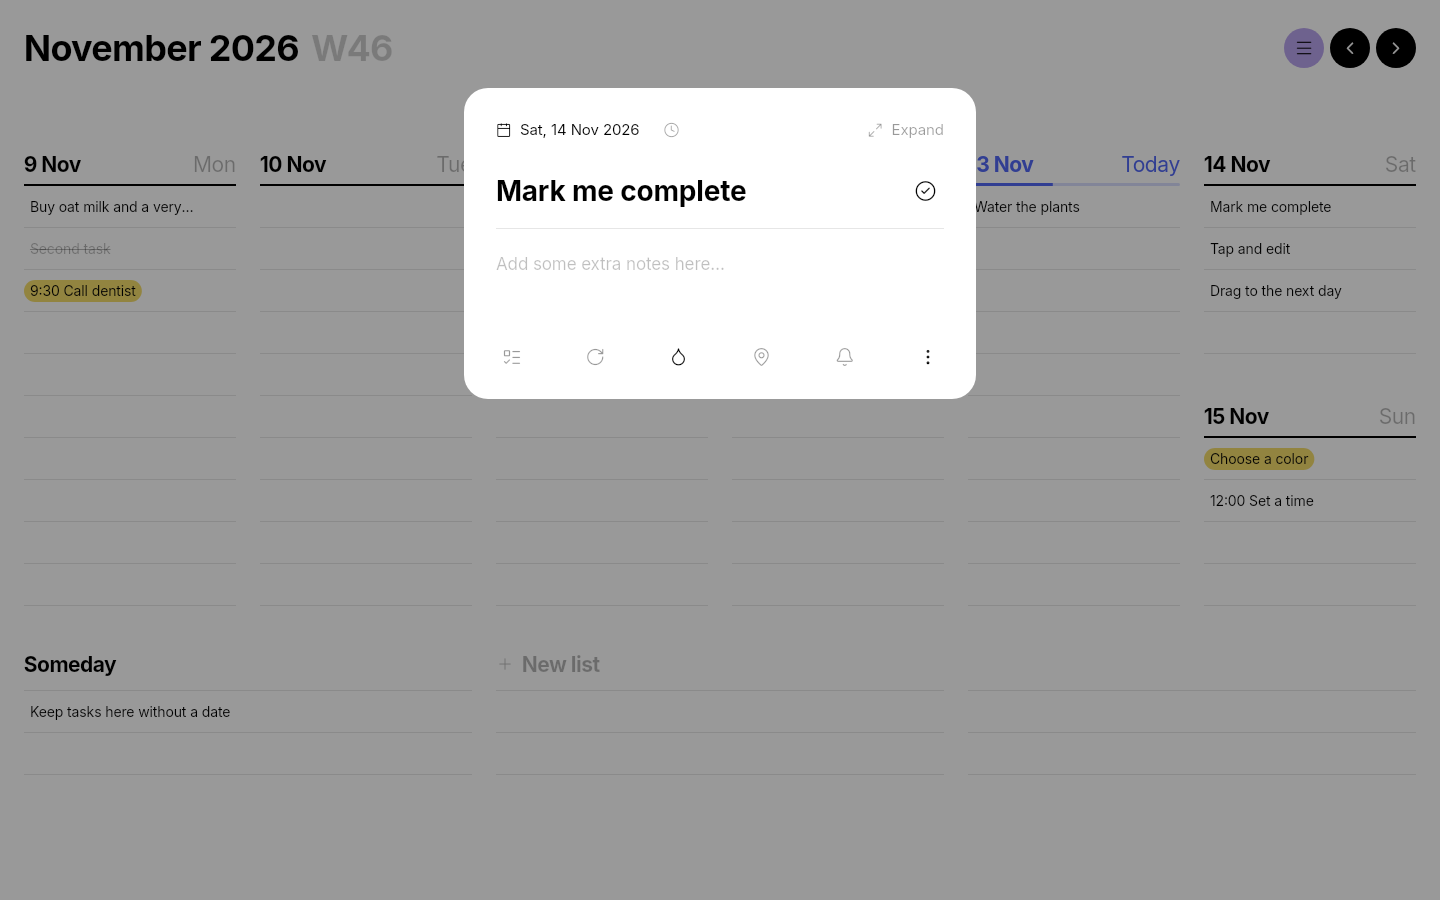 November 2026 W46
Sat, 14 Nov 2026
Expand
Mark me complete
Add some extra notes here...
9 Nov Mon
Buy oat milk and a very...
Second task
9:30 Call dentist
10 Nov Tue
3 Nov Today
Water the plants
14 Nov Sat
Mark me complete
Tap and edit
Drag to the next day
15 Nov Sun
Choose a color
12:00 Set a time
Someday
Keep tasks here without a date
New list